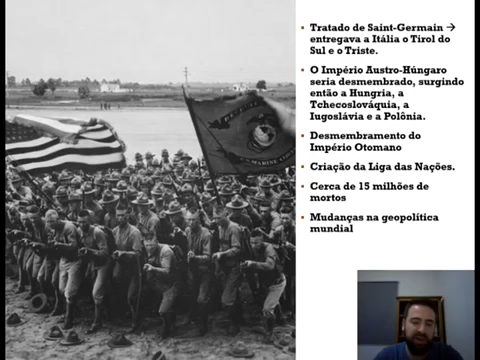 Tratado de Saint-Germain →
entregava a Itália o Tirol do
Sul e o Triste.
O Império Austro-Húngaro
seria desmembrado, surgindo
então a Hungria, a
Tchecoslováquia, a
Iugoslávia e a Polônia.
Desmembramento do
Império Otomano
Criação da Liga das Nações.
Cerca de 15 milhões de
mortos
Mudanças na geopolítica
mundial